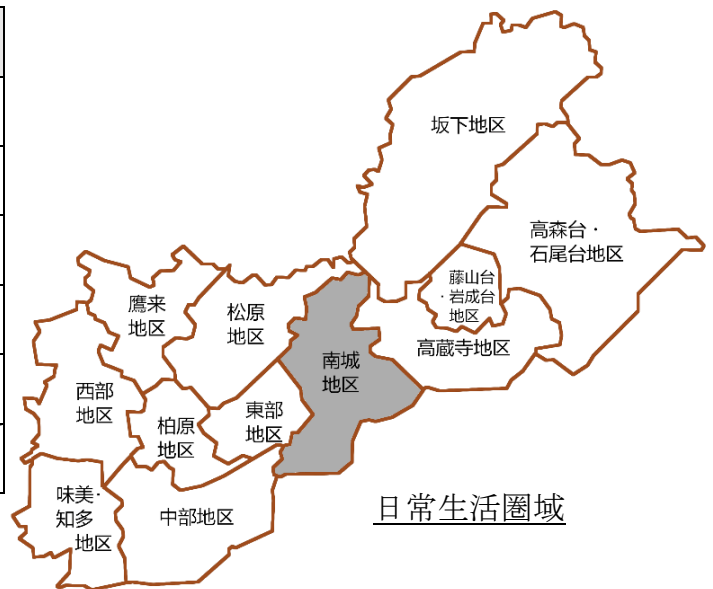 坂下地区
高森台・
石尾台地区
藤山台
・岩成台
地区
高蔵寺地区
鷹来
地区
松原
地区
南城
地区
西部
地区
柏原
地区
東部
地区
味美・
知多
地区
中部地区
日常生活圏域